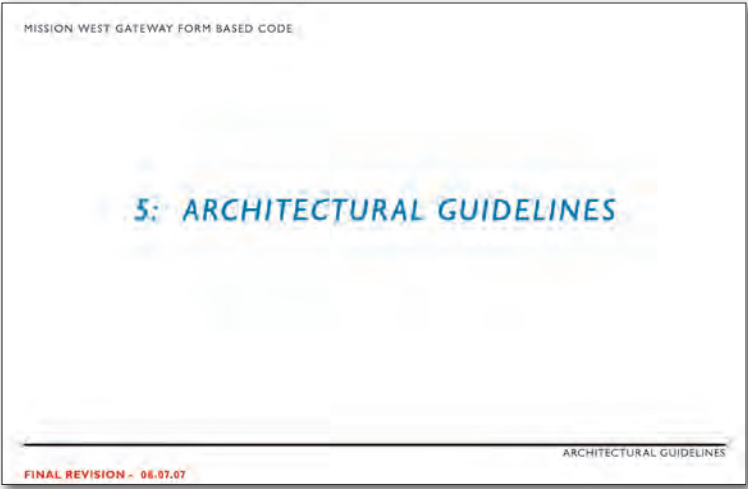 MISSION WEST GATEWAY FORM BASED CODE
5: ARCHITECTURAL GUIDELINES
ARCHITECTURAL GUIDELINES
FINAL REVISION - 06.07.07